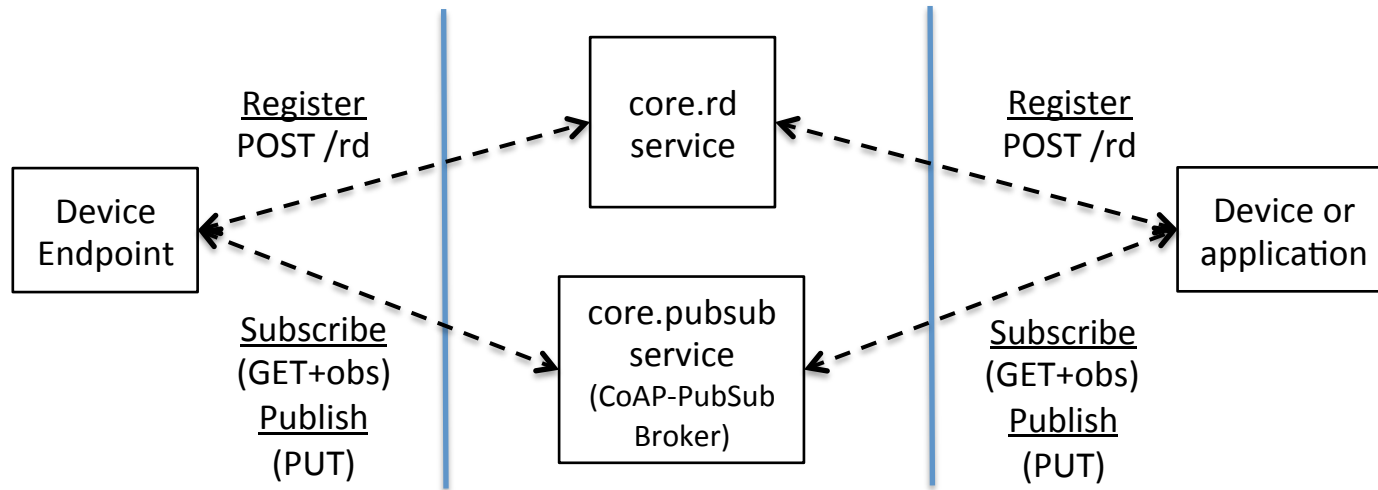 Register
POST /rd
core.rd
service
Register
POST /rd
Device
Endpoint
Device or
application
Subscribe
(GET+obs)
Publish
(PUT)
core.pubsub
service
(CoAP-PubSub
Broker)
Subscribe
(GET+obs)
Publish
(PUT)